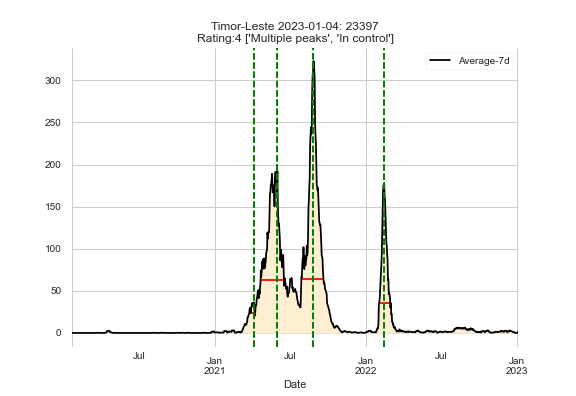 Timor-Leste 2023-01-04: 23397
Rating:4 ['Multiple peaks', 'In control']
Average-7d
300
250
200
150
100
50
0
Jul
Jan
2021
Jul
Jan
2022
Jul
Jan
2023
Date